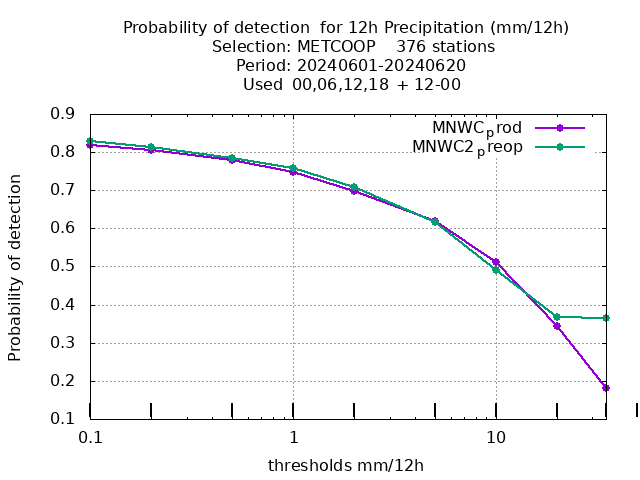 Probability of detection  for 12h Precipitation (mm/12h)
Selection: METCOOP    376 stations
Period: 20240601-20240620
Used  00,06,12,18  + 12-00
MNWCprod
MNWC2preop
Probability of detection
0.9
0.8
0.7
0.6
0.5
0.4
0.3
0.2
0.1
0.1
1
10
thresholds mm/12h